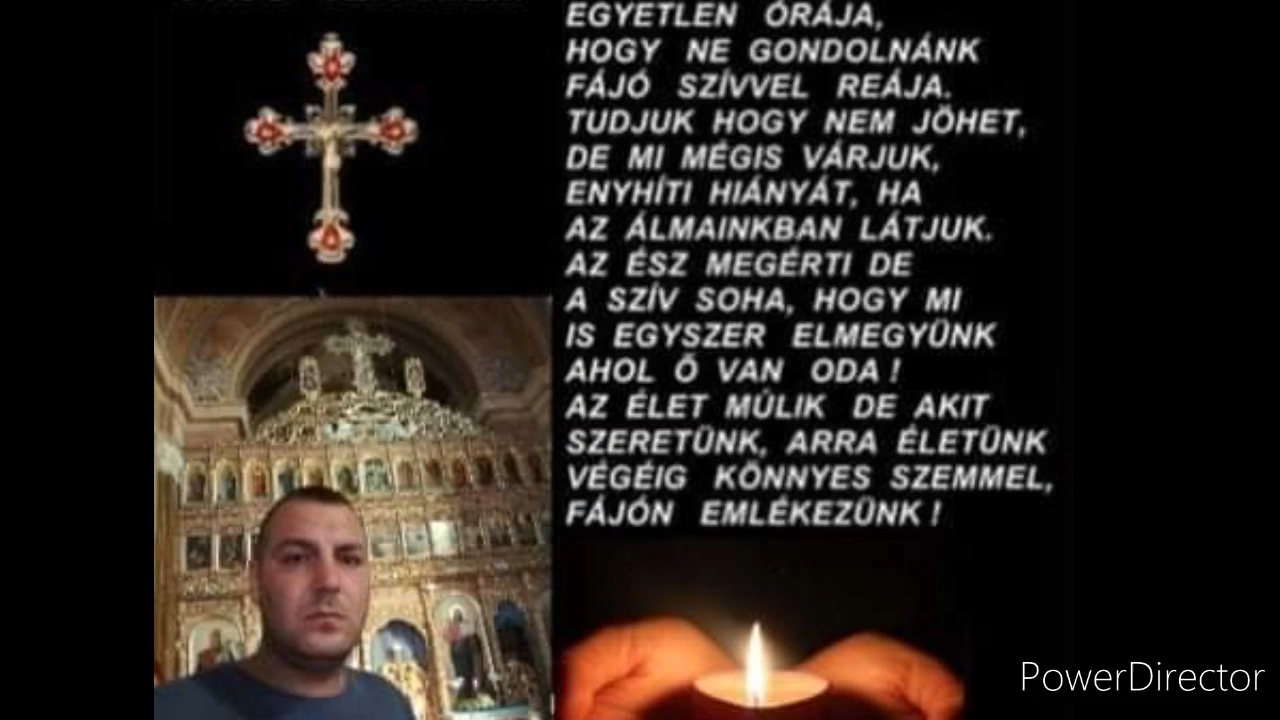 EGYETLEN ÓRÁJA,
HOGY NE GONDOLNÁNK
FÁJÓ SZÍVVEL REÁJA.
TUDJUK HOGY NEM JÖHET,
DE MI MÉGIS VÁRJUK,
ENYHÍTI HIÁNYÁT, HA
AZ ÁLMAINKBAN LÁTJUK.
AZ ÉSZ MEGÉRTI DE
A SZÍV SOHA, HOGY MI
IS EGYSZER ELMEGYÜNK
AHOL Ő VAN ODA !
AZ ÉLET MÚLIK DE AKIT
SZERETÜNK, ARRA ÉLETÜNK
VÉGÉIG KÖNNYES SZEMMEL,
FÁJÓN EMLÉKEZÜNK !
PowerDirector